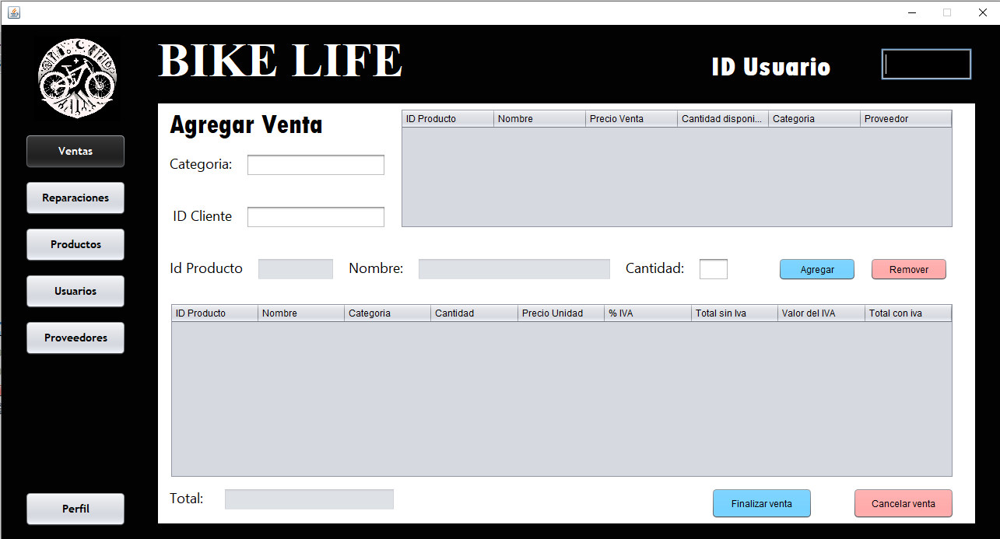 BIKE LIFE
ID Usuario
Ventas
Reparaciones
Productos
Usuarios
Proveedores
Perfil
Agregar Venta
Categoria:
ID Cliente
ID Producto Nombre Precio Venta Cantidad disponi... Categoria Proveedor
Id Producto Nombre: Cantidad: Agregar Remover
ID Producto Nombre Categoria Cantidad Precio Unidad % IVA Total sin Iva Valor del IVA Total con iva
Total: Finalizar venta Cancelar venta